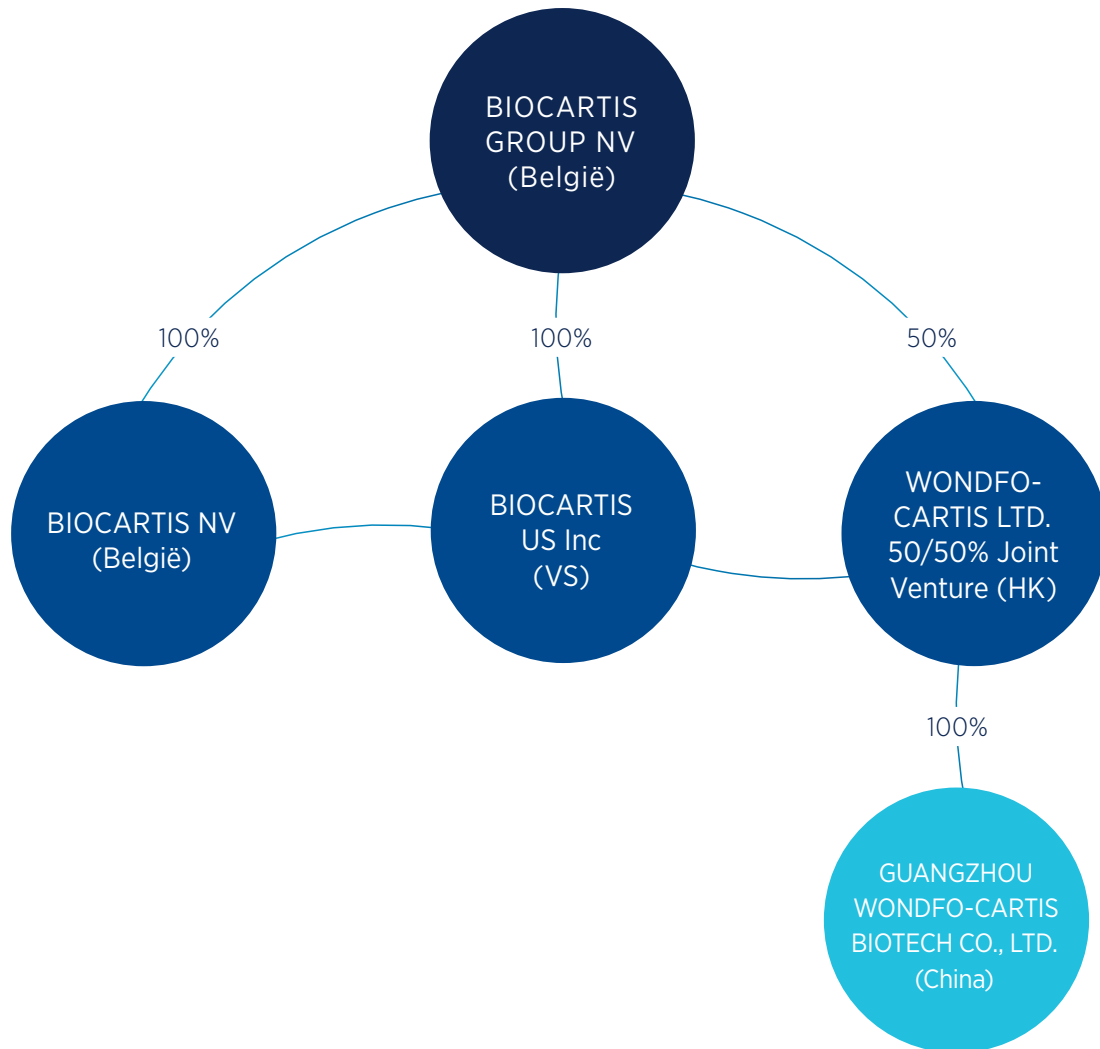 BIOCARTIS
GROUP NV
(België)
100%
100%
50%
BIOCARTIS NV
(België)
BIOCARTIS
US Inc
(VS)
WONDFO-
CARTIS LTD.
50/50% Joint
Venture (HK)
100%
GUANGZHOU
WONDFO-CARTIS
BIOTECH CO., LTD.
(China)